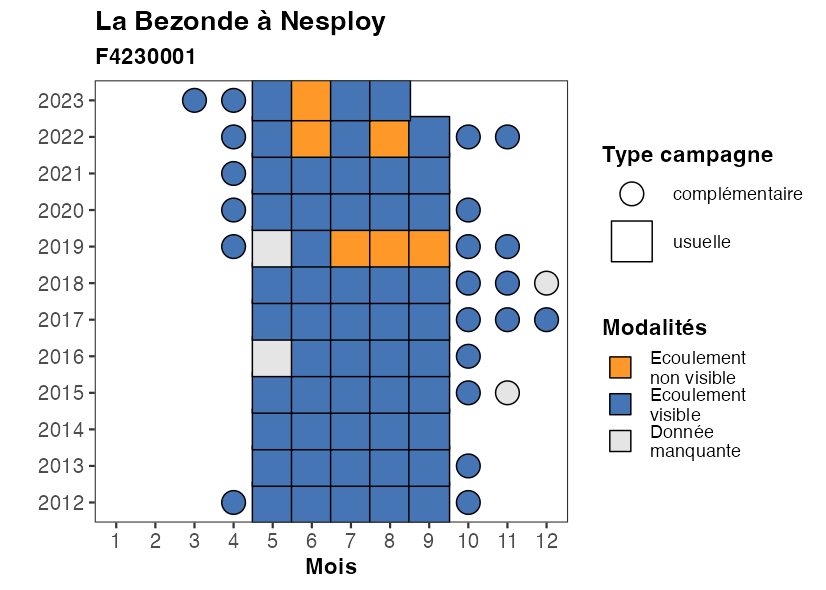 La Bezonde à Nesploy
F4230001
2023
2022
2021
2020
2019
2018
2017
2016
2015
2014
2013
2012
1 2 3 4 5 6 7 8 9 10 11 12
Mois
Type campagne
complémentaire
usuelle
Modalités
Ecoulement
non visible
Ecoulement
visible
Donnée
manquante